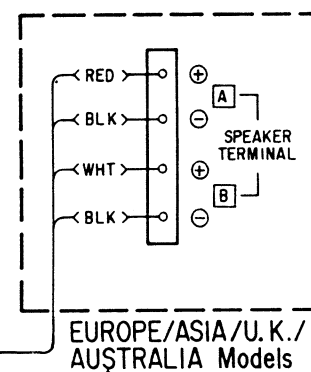 RED ⊕
A
BLK ⊖
SPEAKER
TERMINAL
WHT ⊕
B
BLK ⊖
EUROPE/ASIA/U.K./
AUSTRALIA Models